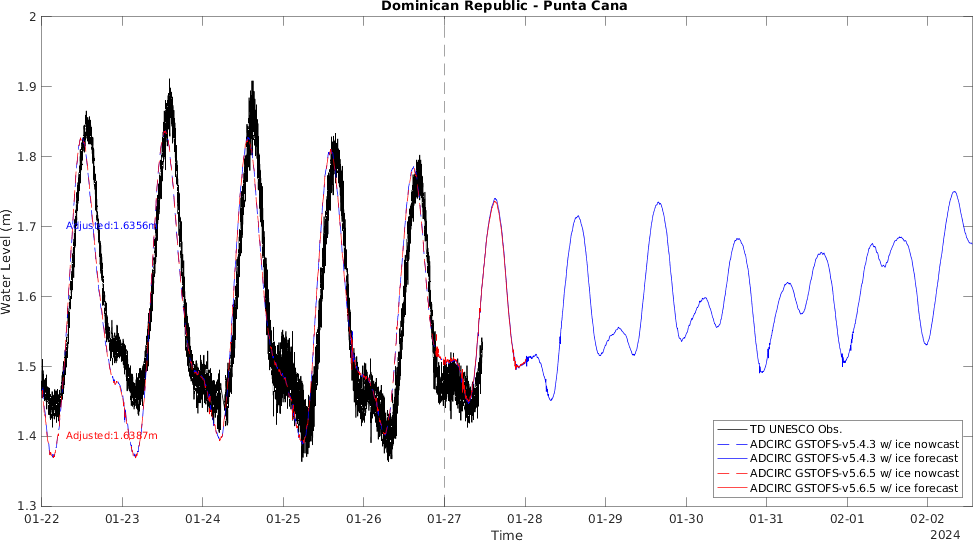 Dominican Republic - Punta Cana
Water Level (m)
2
1.9
1.8
1.7
1.6
1.5
1.4
1.3
Adjusted:1.6356m
Adjusted:1.6387m
TD UNESCO Obs.
ADCIRC GSTOFS-v5.4.3 w/ ice nowcast
ADCIRC GSTOFS-v5.4.3 w/ ice forecast
ADCIRC GSTOFS-v5.6.5 w/ ice nowcast
ADCIRC GSTOFS-v5.6.5 w/ ice forecast
01-22 01-23 01-24 01-25 01-26 01-27 01-28 01-29 01-30 01-31 02-01 02-02
Time
2024